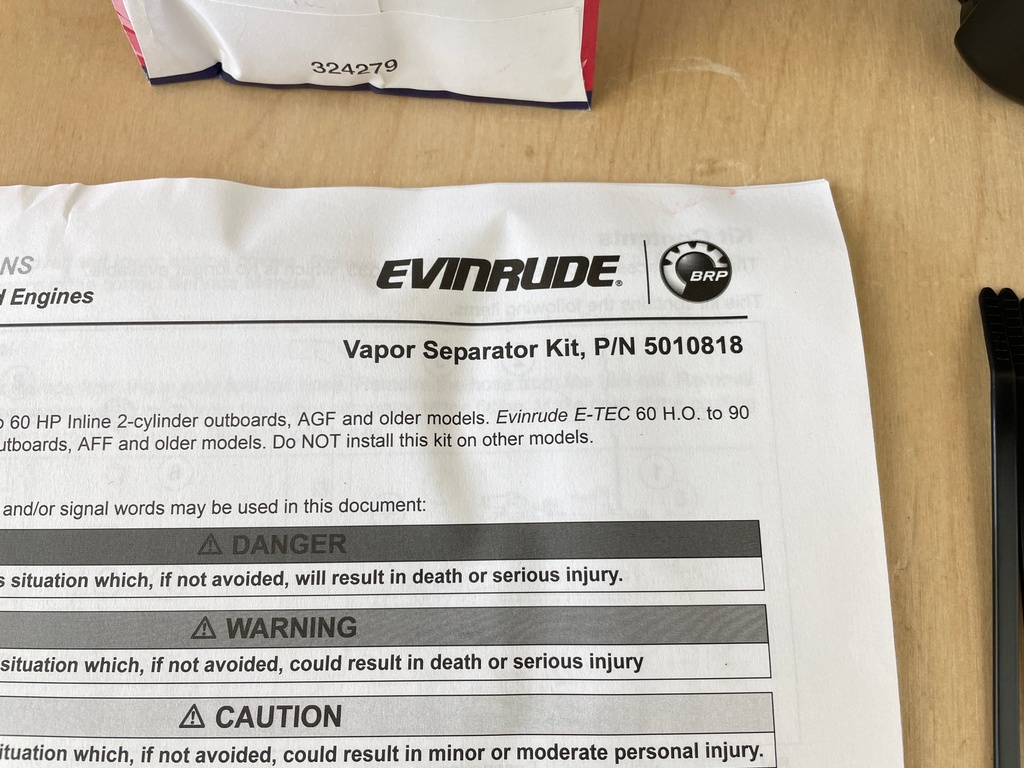 324279
NS
EVINRUDE®
BRP
Engines
Vapor Separator Kit, P/N 5010818
60 HP Inline 2-cylinder outboards, AGF and older models. Evinrude E-TEC 60 H.O. to 90
utboards, AFF and older models. Do NOT install this kit on other models.
and/or signal words may be used in this document:
⚠ DANGER
s situation which, if not avoided, will result in death or serious injury.
⚠ WARNING
situation which, if not avoided, could result in death or serious injury
⚠ CAUTION
ituation which, if not avoided, could result in minor or moderate personal injury.